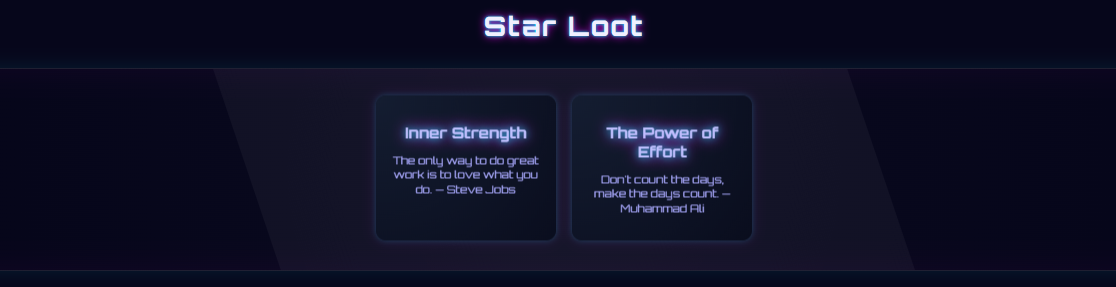 Star Loot
Inner Strength
The only way to do great
work is to love what you
do. — Steve Jobs
The Power of
Effort
Don't count the days,
make the days count. —
Muhammad Ali